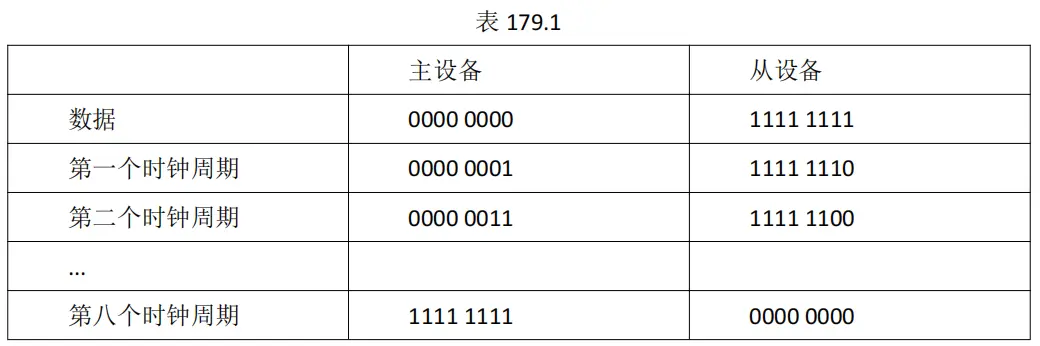 表 179.1
主设备 从设备
数据 0000 0000 1111 1111
第一个时钟周期 0000 0001 1111 1110
第二个时钟周期 0000 0011 1111 1100
...
第八个时钟周期 1111 1111 0000 0000